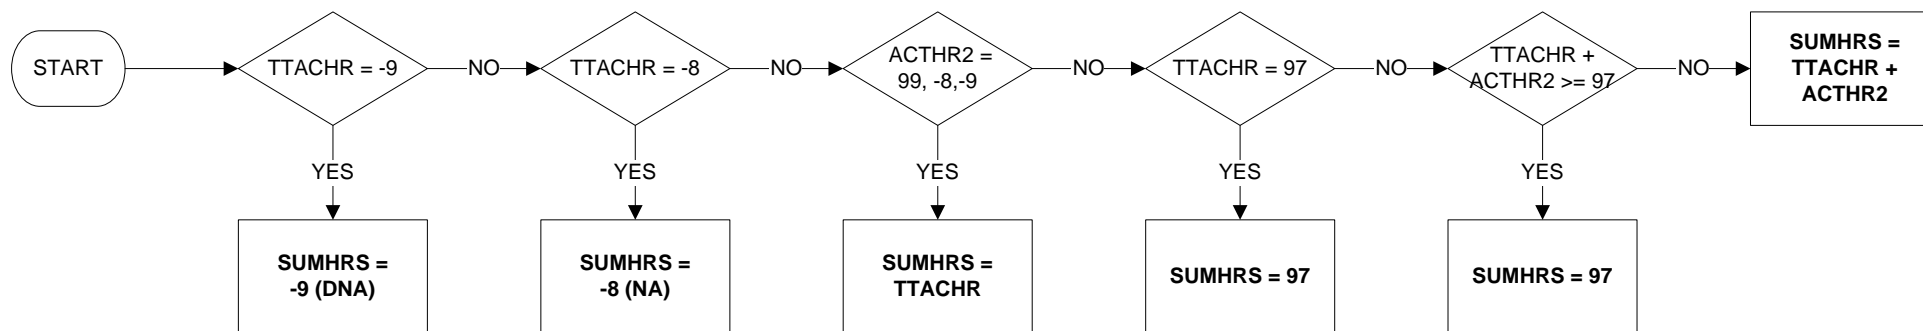 START
TTACHR = -9
NO
TTACHR = -8
NO
ACTHR2 =
99, -8,-9
NO
TTACHR = 97
NO
TTACHR +
ACTHR2 >= 97
NO
SUMHRS =
TTACHR +
ACTHR2
YES
YES
YES
YES
YES
SUMHRS =
-9 (DNA)
SUMHRS =
-8 (NA)
SUMHRS =
TTACHR
SUMHRS = 97
SUMHRS = 97